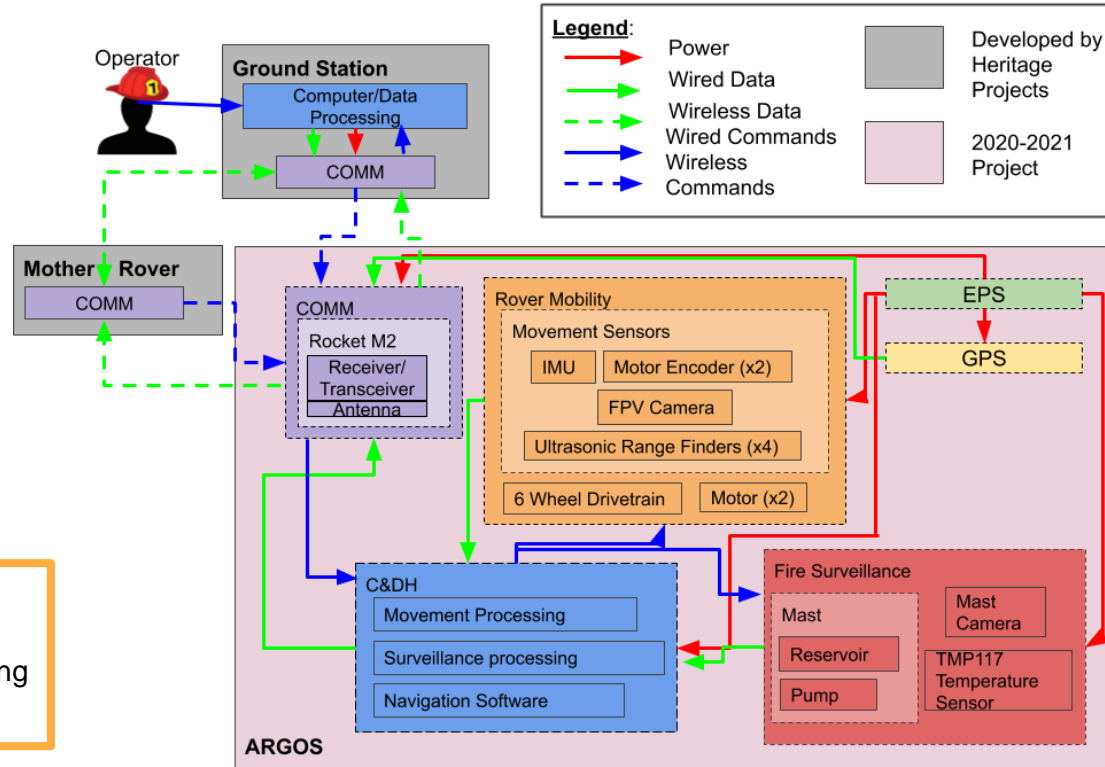 Operator
1
Ground Station
Computer/Data
Processing
COMM
Legend:
Power
Wired Data
Wireless Data
Wired Commands
Wireless
Commands
Developed by
Heritage
Projects
2020-2021
Project
Mother Rover
COMM
COMM
Rocket M2
Receiver/
Transceiver
Antenna
Rover Mobility
Movement Sensors
IMU
Motor Encoder (x2)
FPV Camera
Ultrasonic Range Finders (x4)
6 Wheel Drivetrain
Motor (x2)
EPS
GPS
C&DH
Movement Processing
Surveillance processing
Navigation Software
Fire Surveillance
Mast
Reservoir
Pump
Mast
Camera
TMP117
Temperature
Sensor
ng
ARGOS